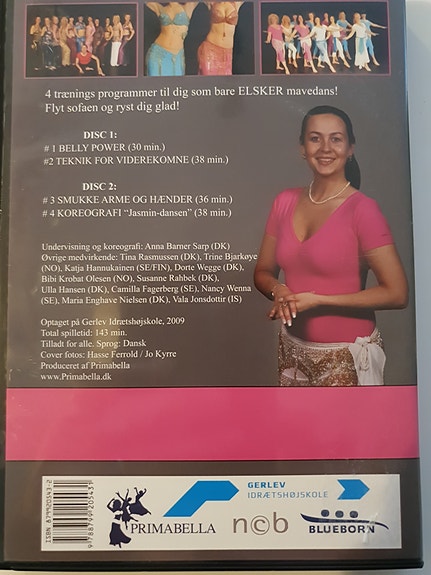 4 trænings programmer til dig som bare ELSKER mavedans!
Flyt sofaen og ryst dig glad!
DISC 1:
# 1 BELLY POWER (30 min.)
#2 TEKNIK FOR VIDEREKOMNE (38 min.)
DISC 2:
# 3 SMUKKE ARME OG HÆNDER (36 min.)
# 4 KOREOGRAFI “Jasmin-dansen” (38 min.)
Undervisning og koreografi: Anna Barner Sarp (DK)
Øvrige medvirkende: Tina Rasmussen (DK), Trine Bjarkøye
(NO), Katja Hannukainen (SE/FIN), Dorte Wegge (DK),
Bibi Krobat Olesen (NO), Susanne Rahbek (DK),
Ulla Hansen (DK), Camilla Fagerberg (SE), Nancy Wenna
(SE), Maria Enghave Nielsen (DK), Vala Jonsdottir (IS)
Optaget på Gerlev Idrætshøjskole, 2009
Total spilletid: 143 min.
Tilladt for alle. Sprog: Dansk
Cover fotos: Hasse Ferrold / Jo Kyrre
Produceret af Primabella
www.Primabella.dk
ISBN 879920543-2
9788799205431
PRIMABELLA
GERLEV
IDRÆTSHØJSKOLE
ncb
BLUEBORN